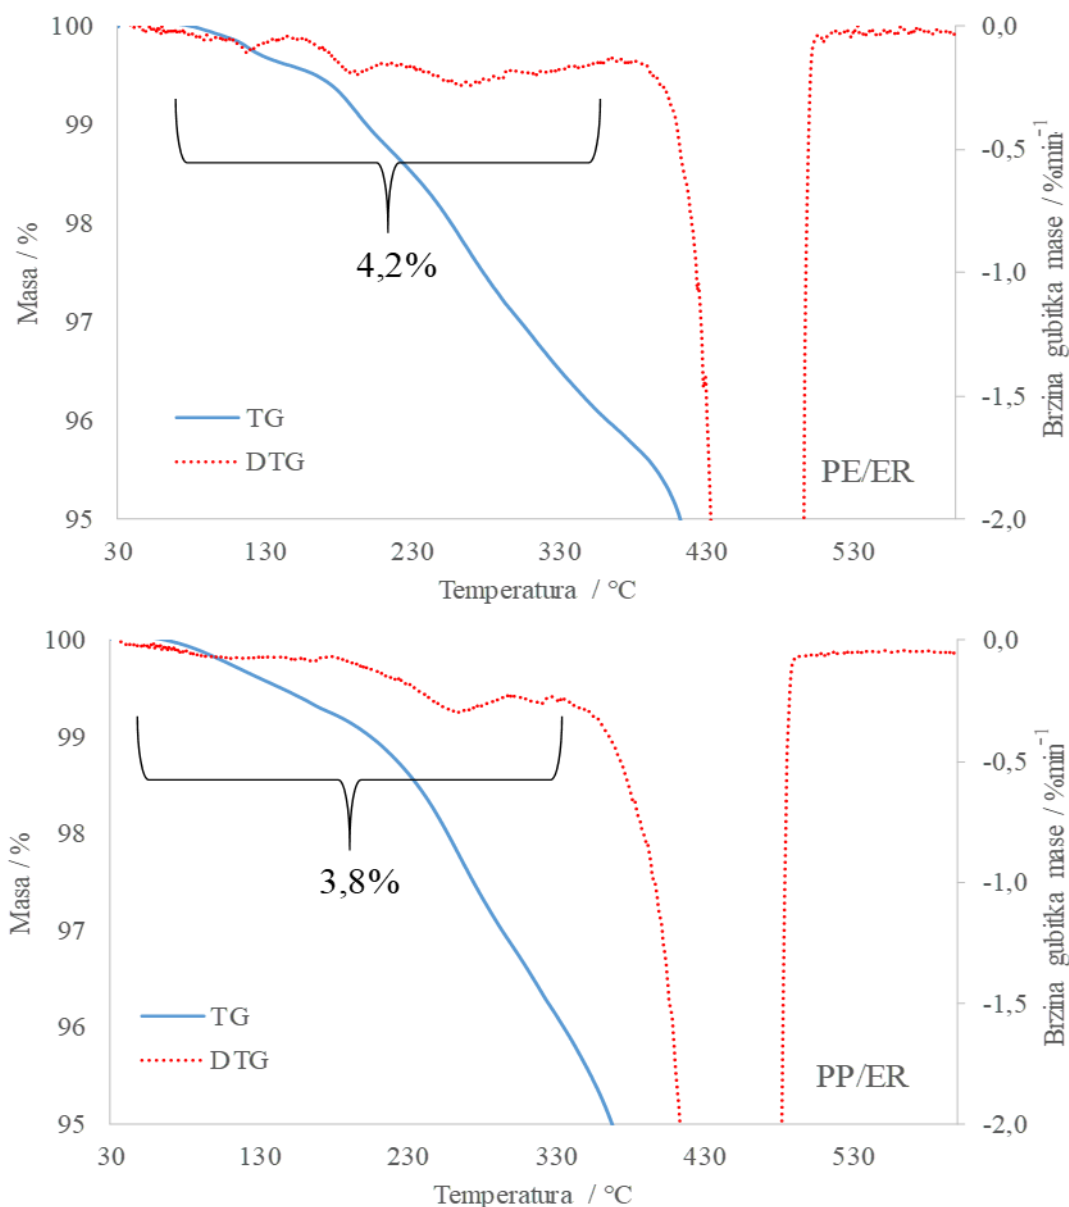 100
99
98
97
96
95
Masa / %
0,0
-0,5
-1,0
-1,5
-2,0
Brzina gubitka mase / %min⁻¹
4,2%
TG
DTG
PE/ER
30 130 230 330 430 530
Temperatura / °C
100
99
98
97
96
95
Masa / %
0,0
-0,5
-1,0
-1,5
-2,0
Brzina gubitka mase / %min⁻¹
3,8%
TG
DTG
PP/ER
30 130 230 330 430 530
Temperatura / °C